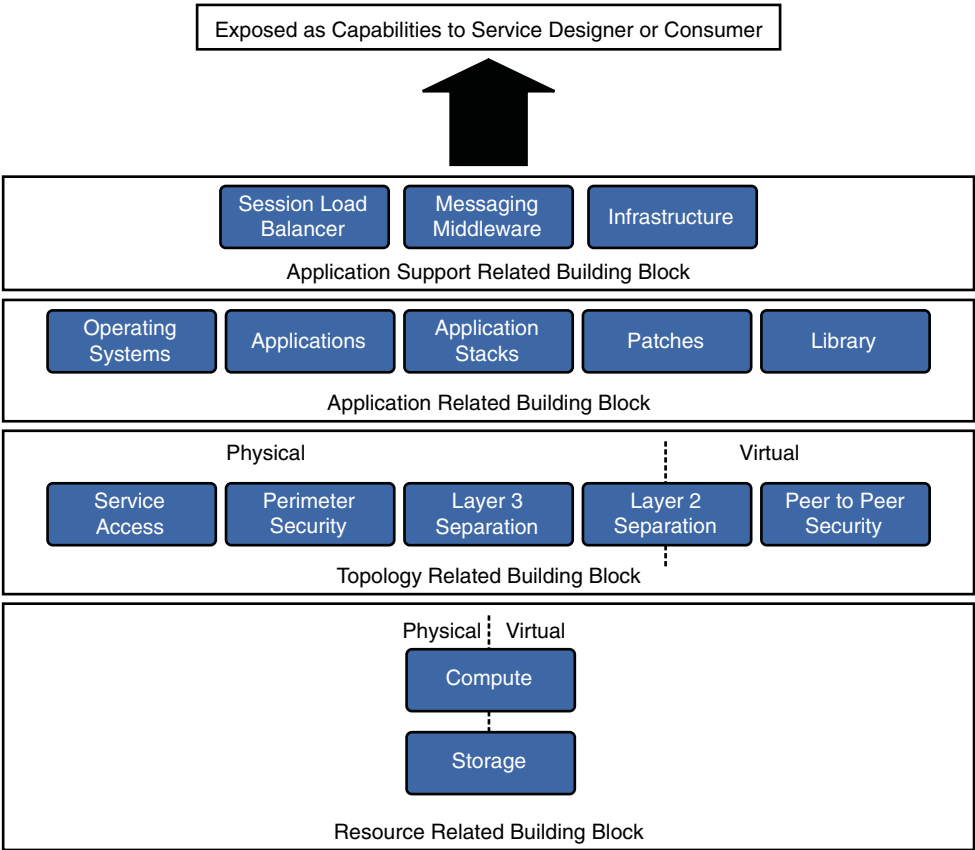 Exposed as Capabilities to Service Designer or Consumer
Session Load
Balancer
Messaging
Middleware
Infrastructure
Application Support Related Building Block
Operating
Systems
Applications
Application
Stacks
Patches
Library
Application Related Building Block
Physical
Virtual
Service
Access
Perimeter
Security
Layer 3
Separation
Layer 2
Separation
Peer to Peer
Security
Topology Related Building Block
Physical
Virtual
Compute
Storage
Resource Related Building Block